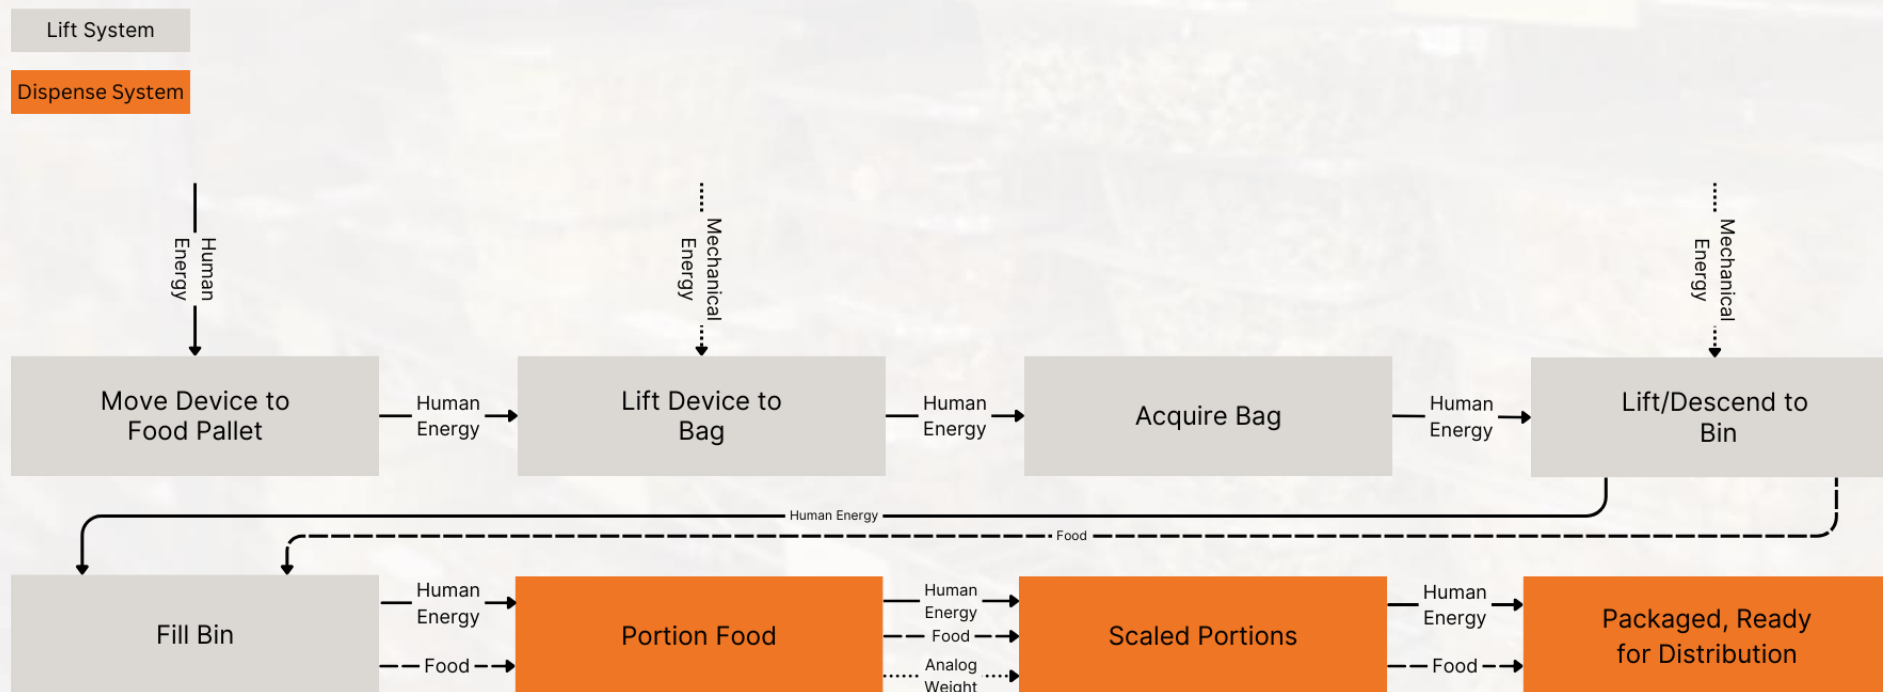 Lift System
Dispense System
Human
Energy
Mechanical
Energy
Mechanical
Energy
Move Device to
Food Pallet
Human
Energy
Lift Device to
Bag
Human
Energy
Acquire Bag
Human
Energy
Lift/Descend to
Bin
Human Energy
Food
Fill Bin
Human
Energy
Food
Portion Food
Human
Energy
Food
Analog
Weight
Scaled Portions
Human
Energy
Food
Packaged, Ready
for Distribution